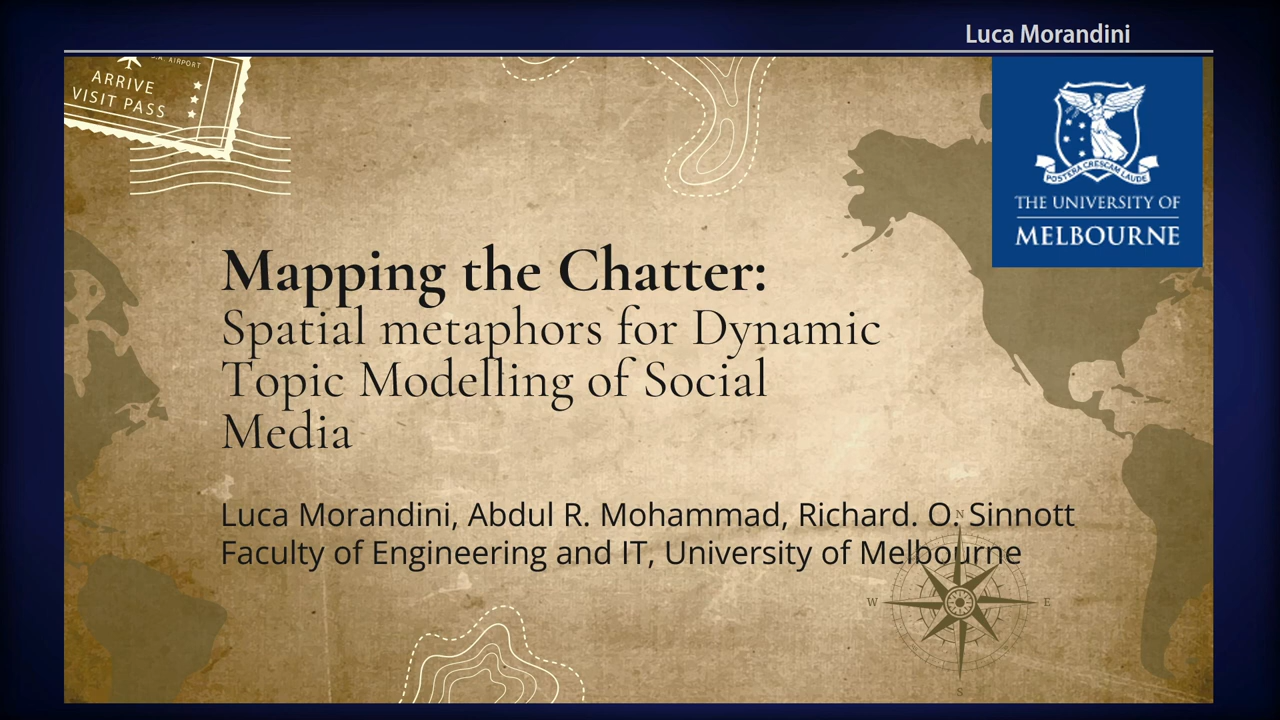 Luca Morandini
ARRIVE
VISIT PASS
AIRPORT
POSTERA CRESCAM LAUDE
THE UNIVERSITY OF
MELBOURNE
Mapping the Chatter:
Spatial metaphors for Dynamic
Topic Modelling of Social
Media
Luca Morandini, Abdul R. Mohammad, Richard. O. Sinnott
Faculty of Engineering and IT, University of Melbourne
N
W
E
S